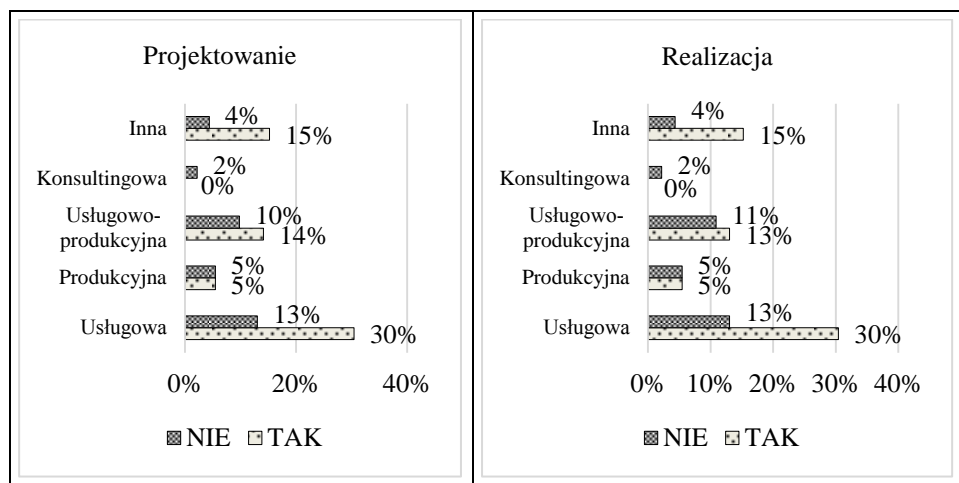 Projektowanie
Inna
4%
15%
Konsultingowa
2%
0%
Usługowo-
produkcyjna
10%
14%
Produkcyjna
5%
5%
Usługowa
13%
30%
0% 20% 40%
NIE TAK
Realizacja
Inna
4%
15%
Konsultingowa
2%
0%
Usługowo-
produkcyjna
11%
13%
Produkcyjna
5%
5%
Usługowa
13%
30%
0% 10% 20% 30% 40%
NIE TAK